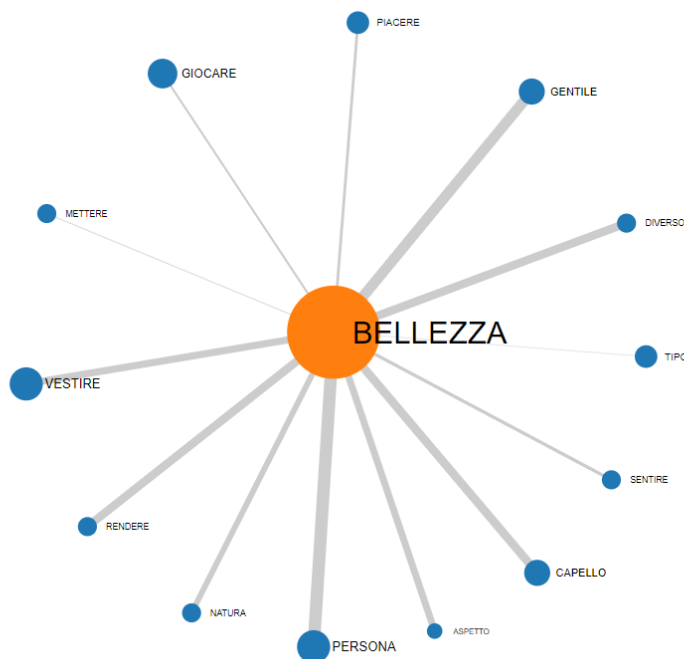 PIACERE
GIOCARE
GENTILE
METTERE
DIVERSO
BELLEZZA
TIPO
VESTIRE
SENTIRE
RENDERE
CAPELLO
NATURA
ASPETTO
PERSONA